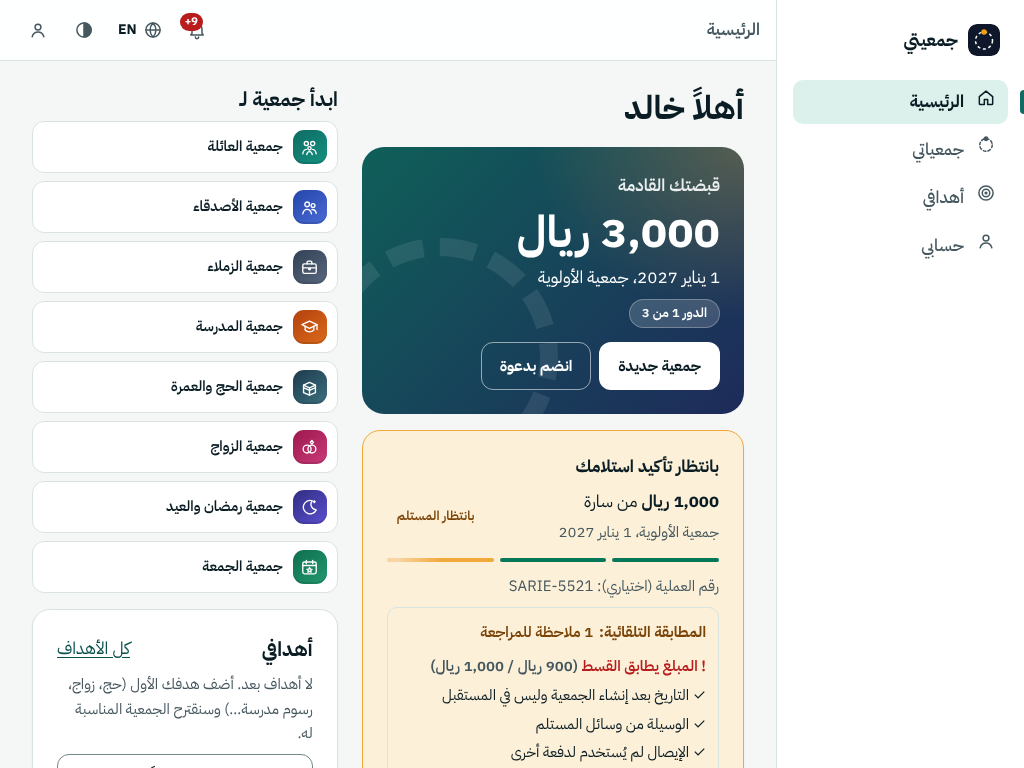 جمعيتي
الرئيسية
جمعياتي
أهدافي
حسابي
الرئيسية
+9
EN
أهلاً خالد
قبضتك القادمة
3,000 ريال
1 يناير 2027، جمعية الأولوية
الدور 1 من 3
جمعية جديدة
انضم بدعوة
بانتظار تأكيد استلامك
1,000 ريال من سارة
جمعية الأولوية، 1 يناير 2027
بانتظار المستلم
رقم العملية (اختياري): SARIE-5521
المطابقة التلقائية: 1 ملاحظة للمراجعة
! المبلغ يطابق القسط (900 ريال / 1,000 ريال)
✓ التاريخ بعد إنشاء الجمعية وليس في المستقبل
✓ الوسيلة من وسائل المستلم
✓ الإيصال لم يُستخدم لدفعة أخرى
ابدأ جمعية لـ
جمعية العائلة
جمعية الأصدقاء
جمعية الزملاء
جمعية المدرسة
جمعية الحج والعمرة
جمعية الزواج
جمعية رمضان والعيد
جمعية الجمعة
أهدافي
كل الأهداف
لا أهداف بعد. أضف هدفك الأول (حج، زواج،
رسوم مدرسة...) وسنقترح الجمعية المناسبة
له.